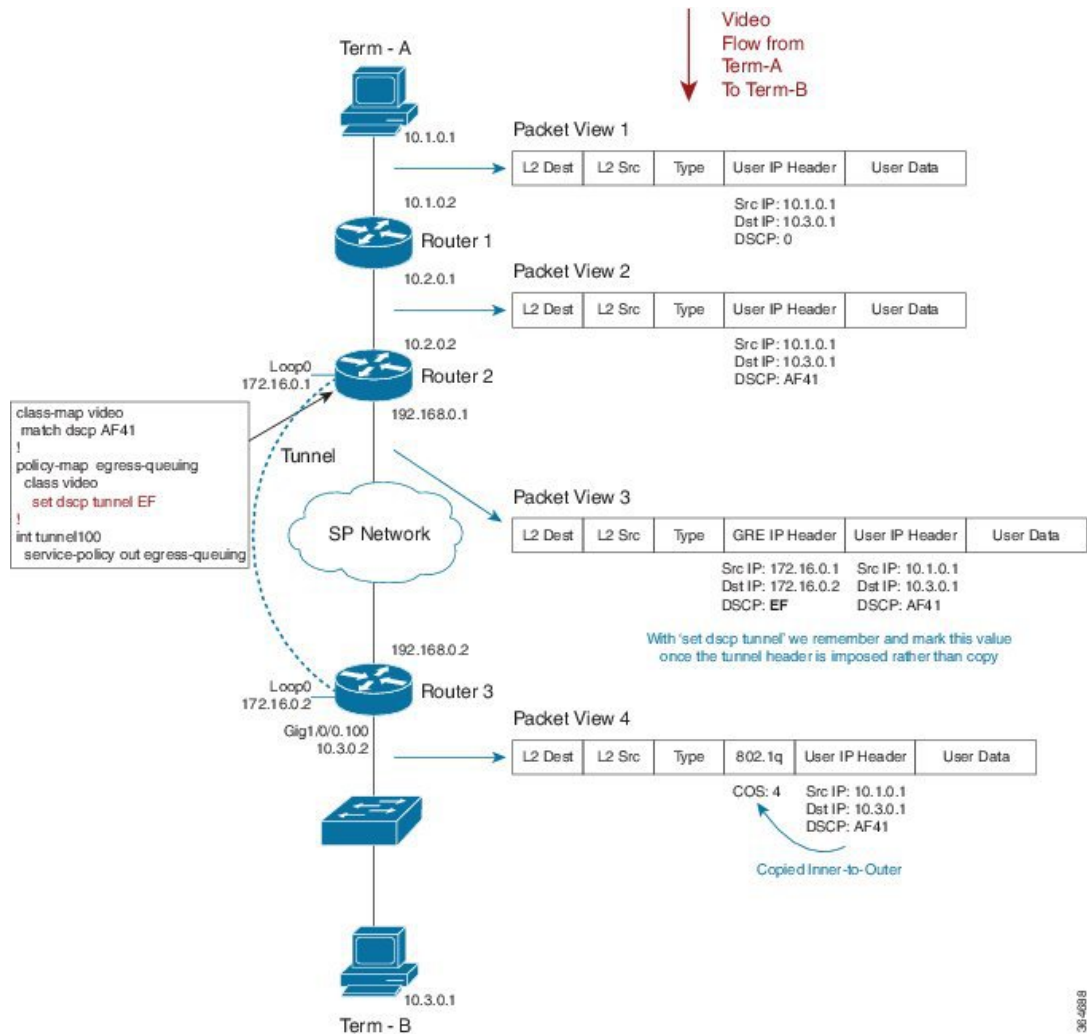 Video
Flow from
Term-A
To Term-B
Term - A
10.1.0.1
Packet View 1
L2 Dest L2 Src Type User IP Header User Data
Src IP: 10.1.0.1
Dst IP: 10.3.0.1
DSCP: 0
10.1.0.2
Router 1
10.2.0.1
Packet View 2
L2 Dest L2 Src Type User IP Header User Data
Src IP: 10.1.0.1
Dst IP: 10.3.0.1
DSCP: AF41
10.2.0.2
Loop0
172.16.0.1
Router 2
192.168.0.1
class-map video
match dscp AF41
!
policy-map egress-queuing
class video
set dscp tunnel EF
!
int tunnel100
service-policy out egress-queuing
Tunnel
SP Network
Packet View 3
L2 Dest L2 Src Type GRE IP Header User IP Header User Data
Src IP: 172.16.0.1 Src IP: 10.1.0.1
Dst IP: 172.16.0.2 Dst IP: 10.3.0.1
DSCP: EF DSCP: AF41
With 'set dscp tunnel' we remember and mark this value
once the tunnel header is imposed rather than copy
192.168.0.2
Loop0
172.16.0.2
Router 3
Gig1/0/0.100
10.3.0.2
Packet View 4
L2 Dest L2 Src Type 802.1q User IP Header User Data
COS: 4 Src IP: 10.1.0.1
Dst IP: 10.3.0.1
DSCP: AF41
Copied Inner-to-Outer
10.3.0.1
Term - B
364688